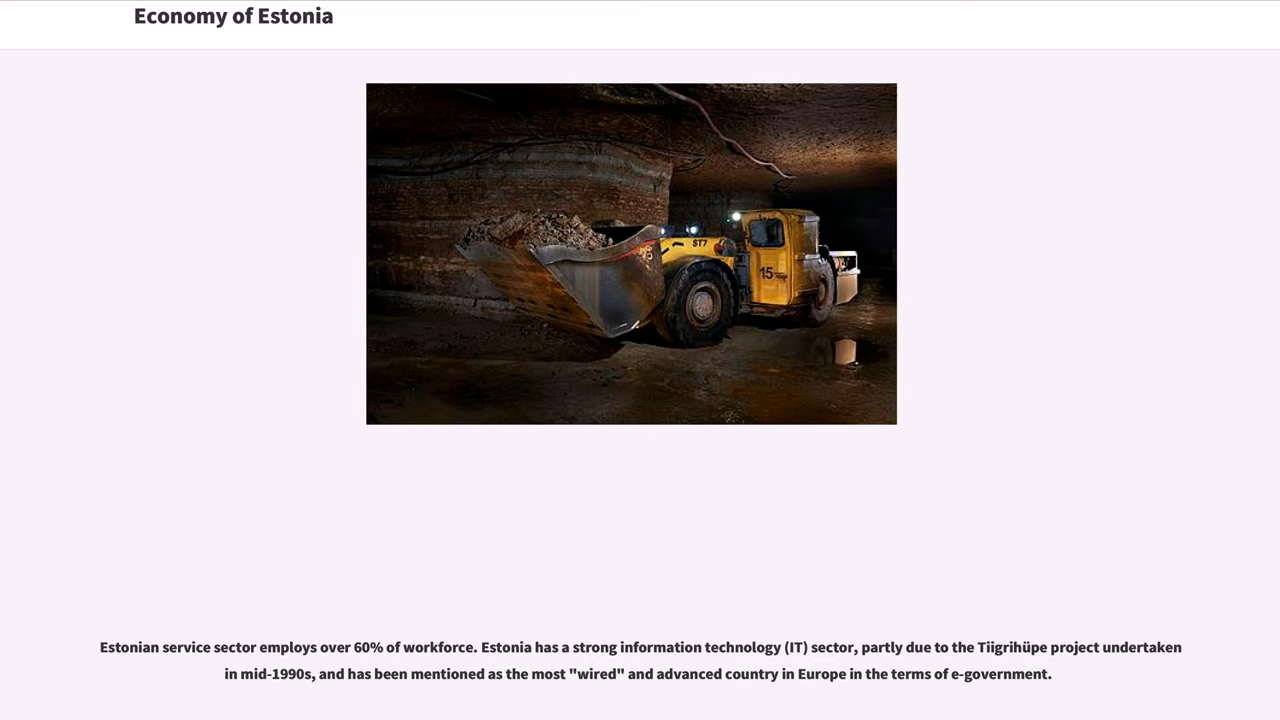 Economy of Estonia
ST7
15
15
Estonian service sector employs over 60% of workforce. Estonia has a strong information technology (IT) sector, partly due to the Tiigrihüpe project undertaken
in mid-1990s, and has been mentioned as the most "wired" and advanced country in Europe in the terms of e-government.